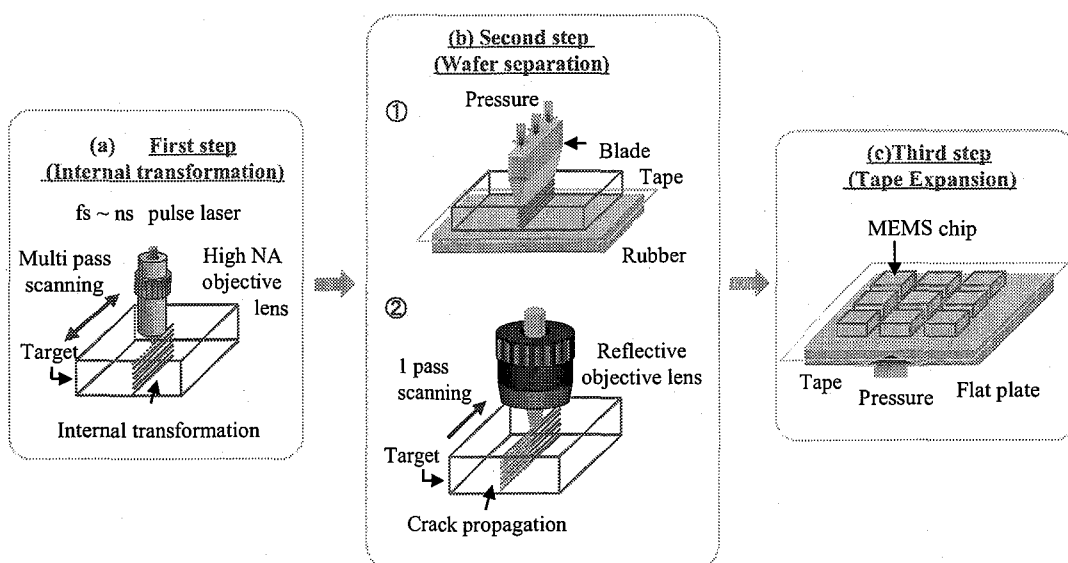 (a) First step
(Internal transformation)
fs ~ ns pulse laser
Multi pass
scanning
High NA
objective
lens
Target
Internal transformation
(b) Second step
(Wafer separation)
①
Pressure
Blade
Tape
Rubber
②
1 pass
scanning
Reflective
objective lens
Target
Crack propagation
(c)Third step
(Tape Expansion)
MEMS chip
Tape
Pressure
Flat plate